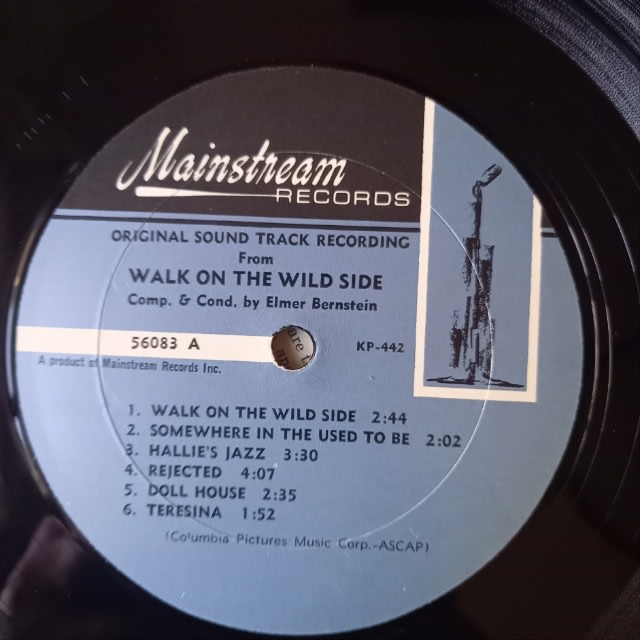 Mainstream
RECORDS
ORIGINAL SOUND TRACK RECORDING
From
WALK ON THE WILD SIDE
Comp. & Cond. by Elmer Bernstein
56083 A
KP-442
A product of Mainstream Records Inc.
1. WALK ON THE WILD SIDE 2:44
2. SOMEWHERE IN THE USED TO BE 2:02
3. HALLIE'S JAZZ 3:30
4. REJECTED 4:07
5. DOLL HOUSE 2:35
6. TERESINA 1:52
(Columbia Pictures Music Corp.-ASCAP)